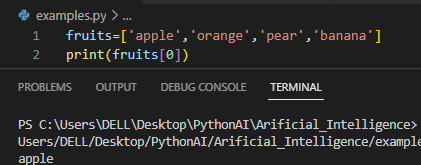 examples.py > ...
1 fruits=['apple','orange','pear','banana']
2 print(fruits[0])
PROBLEMS OUTPUT DEBUG CONSOLE TERMINAL
PS C:\Users\DELL\Desktop\PythonAI\Arificial_Intelligence>
Users/DELL/Desktop/PythonAI/Arificial_Intelligence/example
apple